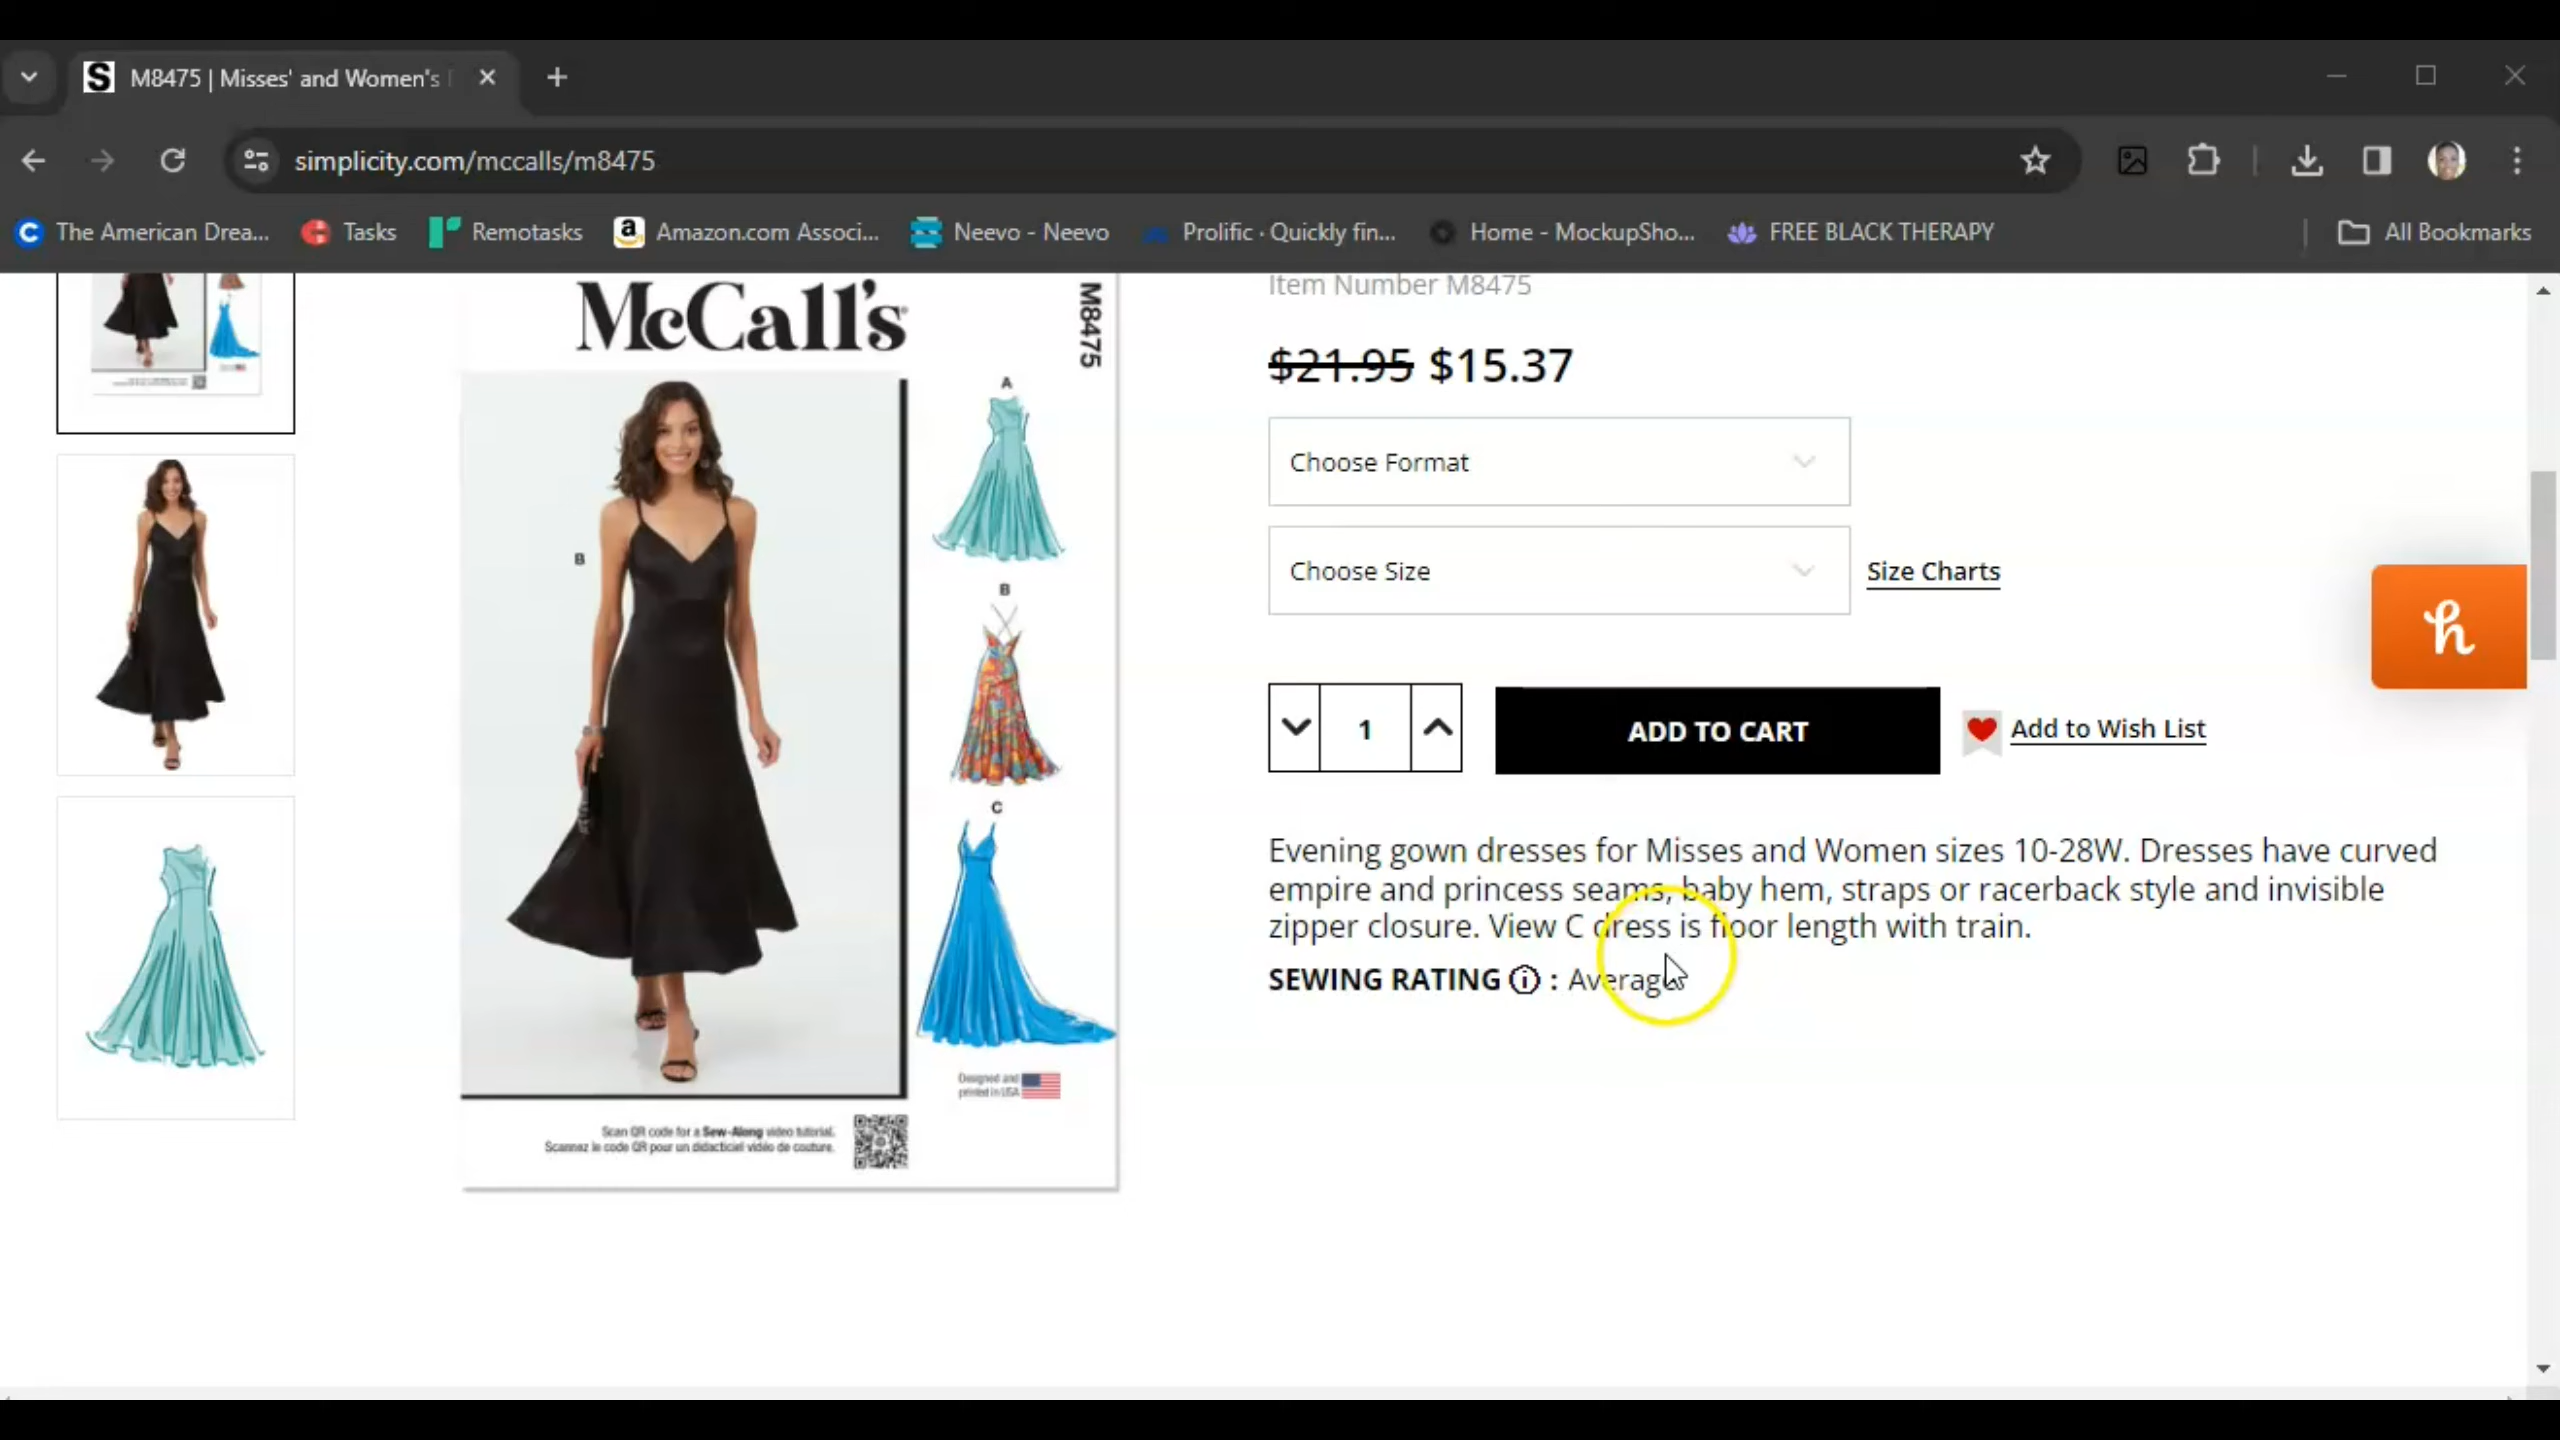 M8475 | Misses' and Women's
simplicity.com/mccalls/m8475
The American Drea...
Tasks
Remotasks
Amazon.com Associ...
Neevo - Neevo
Prolific · Quickly fin...
Home - MockupSho...
FREE BLACK THERAPY
All Bookmarks
McCall's
M8475
A
B
B
C
Designed and
printed in USA
Scan QR code for a Sew-Along video tutorial.
Scannez le code QR pour un didacticiel vidéo de couture.
Item Number M8475
$21.95 $15.37
Choose Format
Choose Size
Size Charts
1
ADD TO CART
Add to Wish List
Evening gown dresses for Misses and Women sizes 10-28W. Dresses have curved
empire and princess seams, baby hem, straps or racerback style and invisible
zipper closure. View C dress is floor length with train.
SEWING RATING : Average